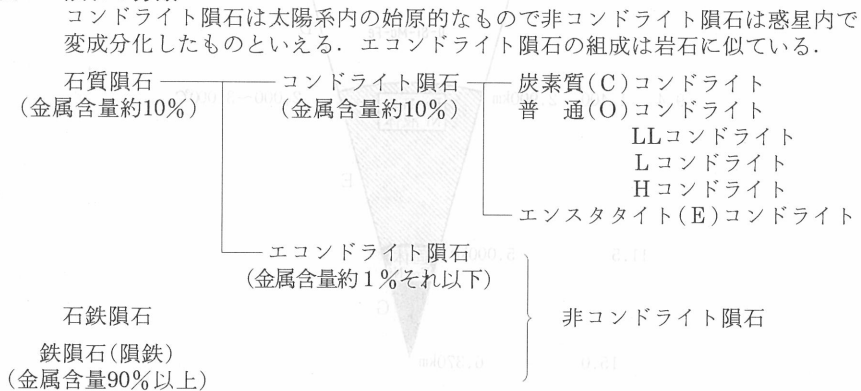 コンドライト隕石は太陽系内の始原的なもので非コンドライト隕石は惑星内で
変成分化したものといえる．エコンドライト隕石の組成は岩石に似ている．
石質隕石
(金属含量約10%)
コンドライト隕石
(金属含量約10%)
炭素質(C)コンドライト
普　通(O)コンドライト
LLコンドライト
Lコンドライト
Hコンドライト
エンスタタイト(E)コンドライト
エコンドライト隕石
(金属含量約1%それ以下)
石鉄隕石
鉄隕石(隕鉄)
(金属含量90%以上)
非コンドライト隕石